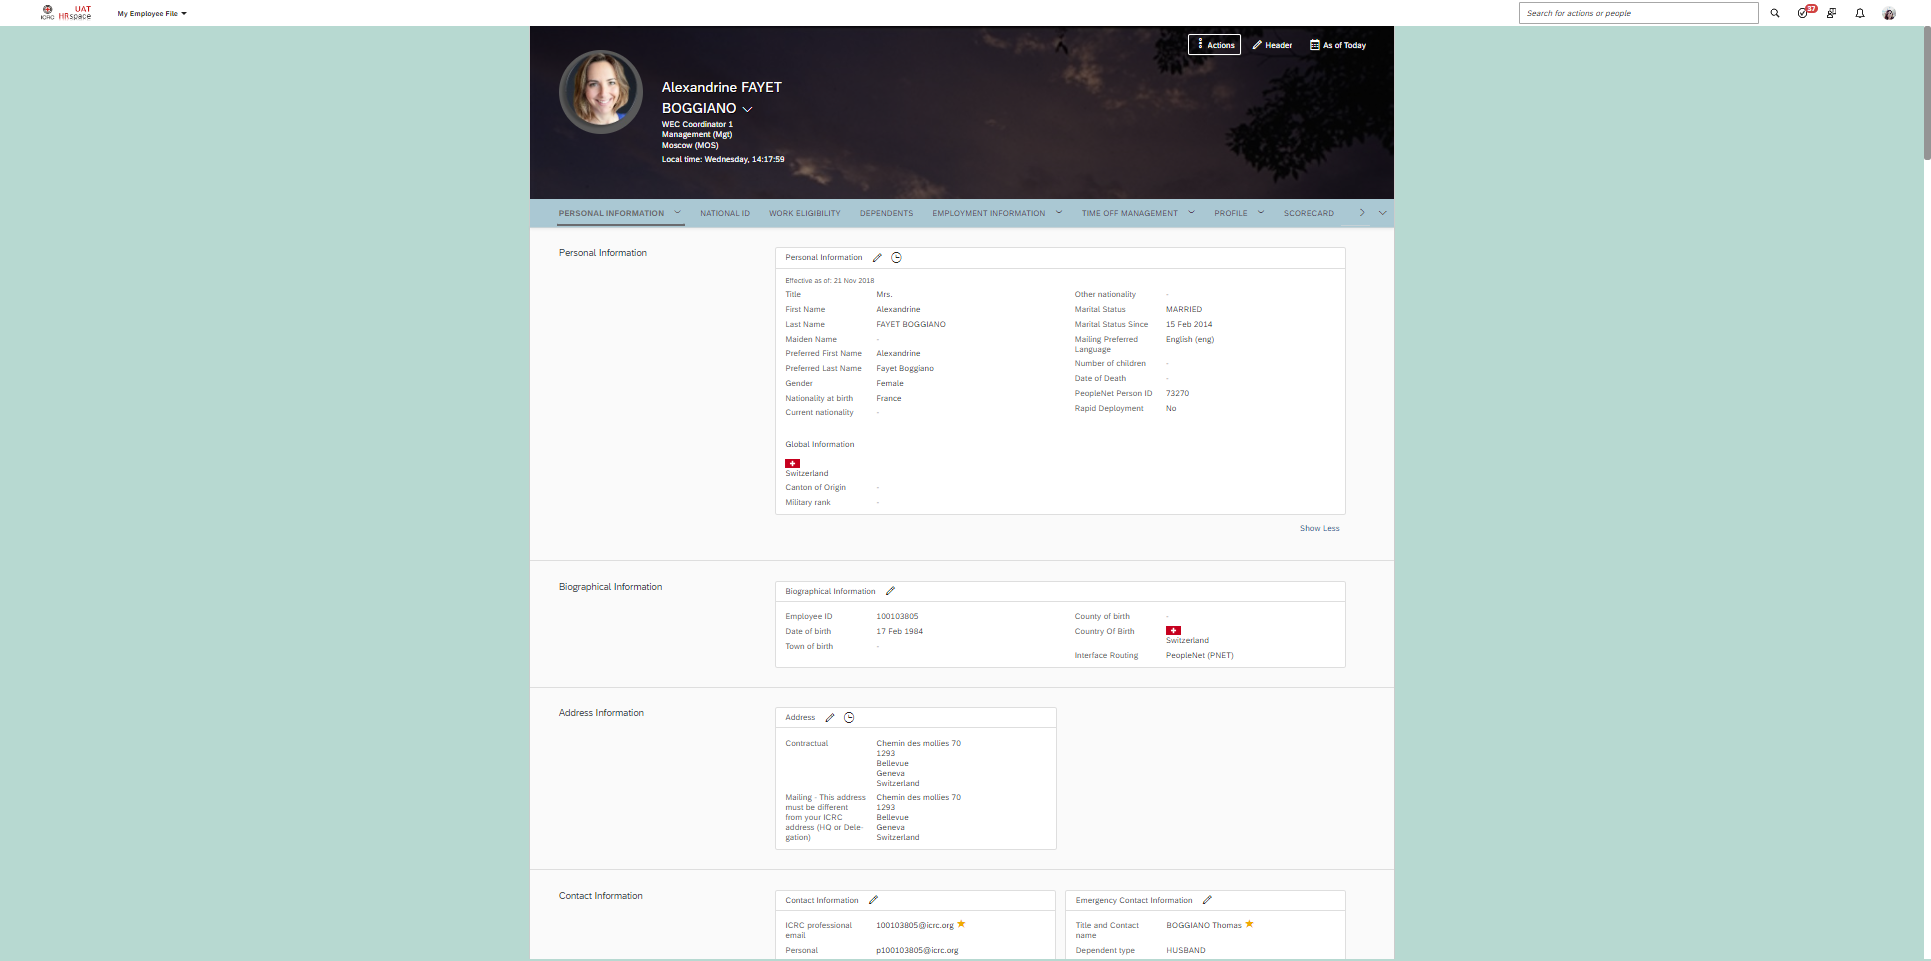 ICRC
UAT
HRspace
My Employee File
Search for actions or people
37
Actions
Header
As of Today
Alexandrine FAYET
BOGGIANO
WEC Coordinator 1
Management (Mgt)
Moscow (MOS)
Local time: Wednesday, 14:17:59
PERSONAL INFORMATION
NATIONAL ID
WORK ELIGIBILITY
DEPENDENTS
EMPLOYMENT INFORMATION
TIME OFF MANAGEMENT
PROFILE
SCORECARD
Personal Information
Personal Information
Effective as of: 21 Nov 2018
Title Mrs.
First Name Alexandrine
Last Name FAYET BOGGIANO
Maiden Name -
Preferred First Name Alexandrine
Preferred Last Name Fayet Boggiano
Gender Female
Nationality at birth France
Current nationality -
Other nationality -
Marital Status MARRIED
Marital Status Since 15 Feb 2014
Mailing Preferred English (eng)
Language
Number of children -
Date of Death -
PeopleNet Person ID 73270
Rapid Deployment No
Global Information
Switzerland
Canton of Origin -
Military rank -
Show Less
Biographical Information
Biographical Information
Employee ID 100103805
Date of birth 17 Feb 1984
Town of birth -
County of birth -
Country Of Birth
Switzerland
Interface Routing PeopleNet (PNET)
Address Information
Address
Contractual Chemin des mollies 70
1293
Bellevue
Geneva
Switzerland
Mailing - This address Chemin des mollies 70
must be different 1293
from your ICRC Bellevue
address (HQ or Dele- Geneva
gation) Switzerland
Contact Information
Contact Information
ICRC professional 100103805@icrc.org
email
Personal p100103805@icrc.org
Emergency Contact Information
Title and Contact BOGGIANO Thomas
name
Dependent type HUSBAND